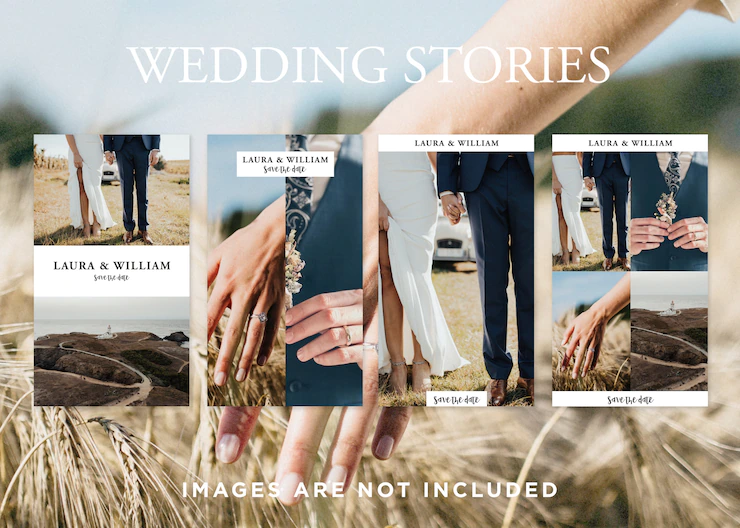 WEDDING STORIES
LAURA & WILLIAM
Save the date
LAURA & WILLIAM
Save the date
LAURA & WILLIAM
Save the date
LAURA & WILLIAM
Save the date
IMAGES ARE NOT INCLUDED